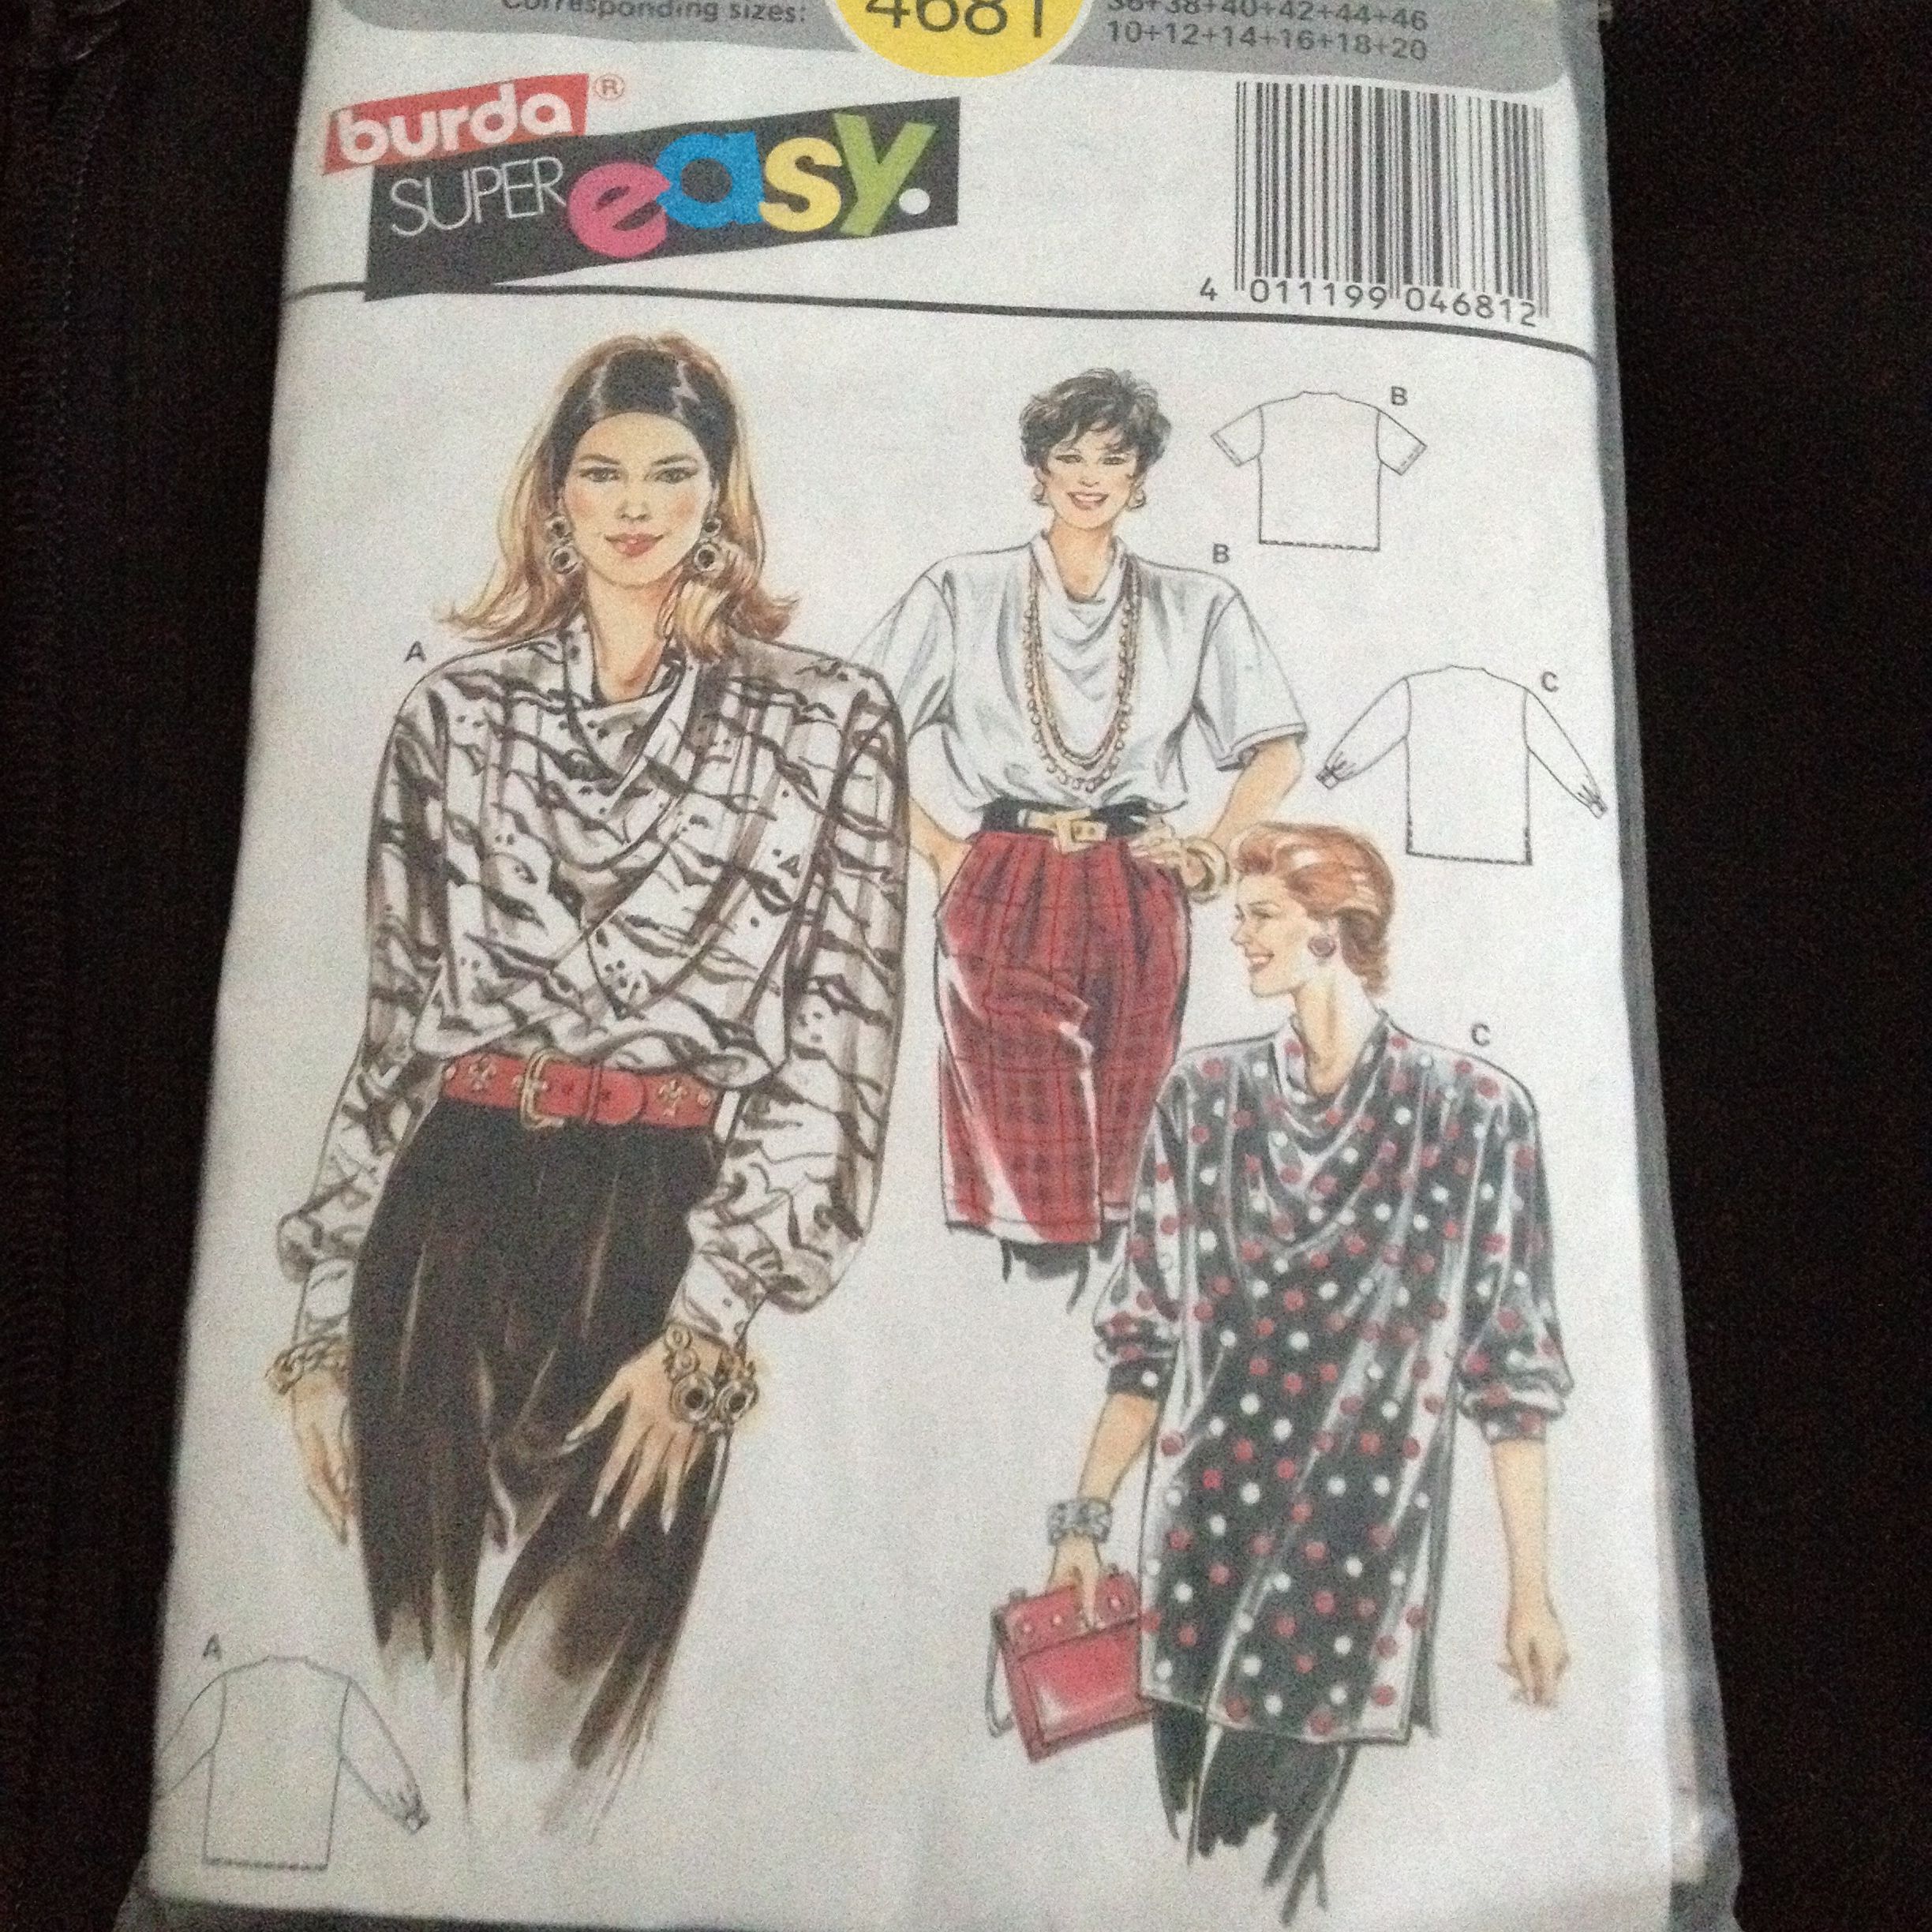 Corresponding sizes:
4681
36+38+40+42+44+46
10+12+14+16+18+20
burda®
SUPER easy.
4 011199 046812
B
B
A
C
C
A